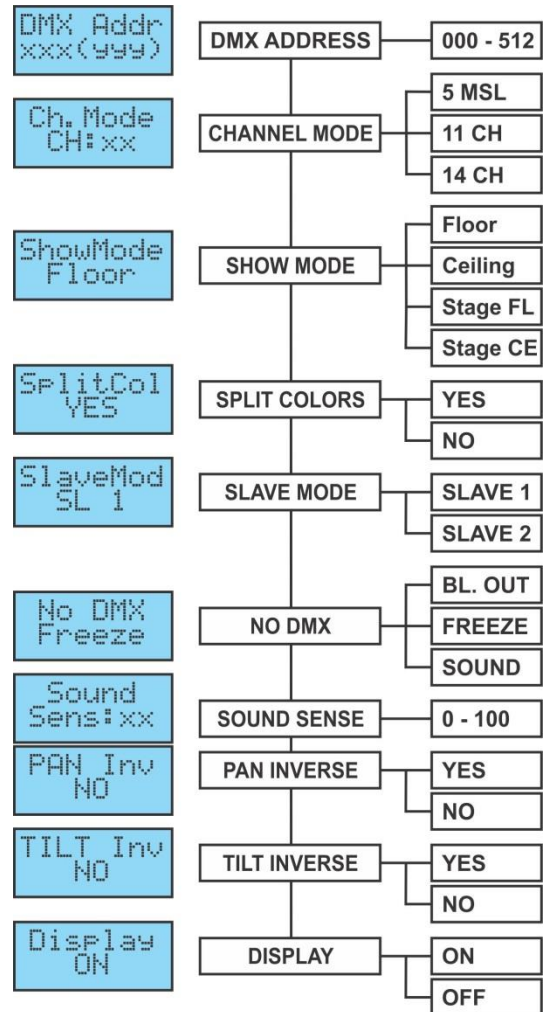 DMX Addr
xxx(yyy)
DMX ADDRESS
000 - 512
Ch. Mode
CH:xx
CHANNEL MODE
5 MSL
11 CH
14 CH
ShowMode
Floor
SHOW MODE
Floor
Ceiling
Stage FL
Stage CE
SplitCol
YES
SPLIT COLORS
YES
NO
SlaveMod
SL 1
SLAVE MODE
SLAVE 1
SLAVE 2
No DMX
Freeze
NO DMX
BL. OUT
FREEZE
SOUND
Sound
Sens:xx
SOUND SENSE
0 - 100
PAN Inv
NO
PAN INVERSE
YES
NO
TILT Inv
NO
TILT INVERSE
YES
NO
Display
ON
DISPLAY
ON
OFF